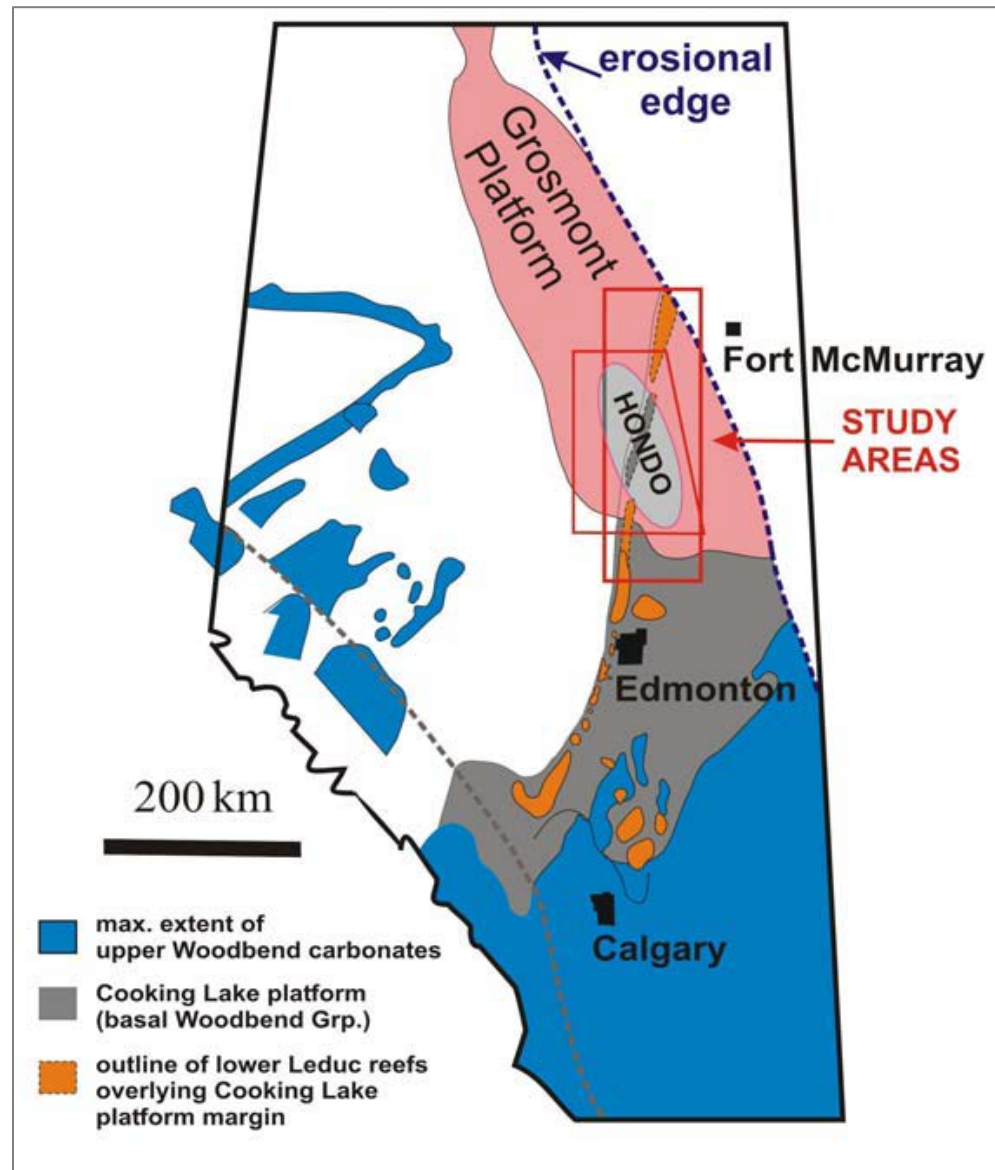 erosional
edge
Grosmont
Platform
Fort McMurray
HONDO
STUDY
AREAS
Edmonton
200 km
Calgary
max. extent of
upper Woodbend carbonates
Cooking Lake platform
(basal Woodbend Grp.)
outline of lower Leduc reefs
overlying Cooking Lake
platform margin